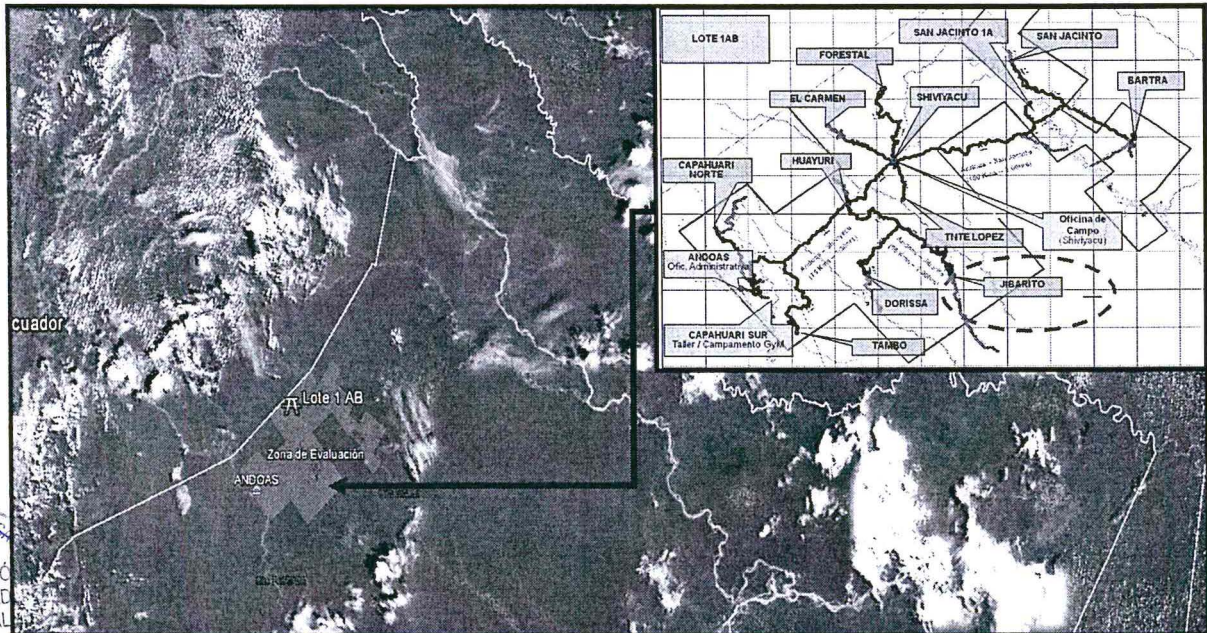 cuador
Lote 1 AB
Zona de Evaluación
ANDOAS
LOTE 1AB
SAN JACINTO 1A
SAN JACINTO
FORESTAL
BARTRA
EL CARMEN
SHIVIYACU
CAPAHUARI
NORTE
HUAYURI
Oficina de
Campo
(Shiviyacu)
TNTE LOPEZ
ANDOAS
Ofic. Administrativa
JIBARITO
DORISSA
CAPAHUARI SUR
Taller / Campamento GyM
TAMBO